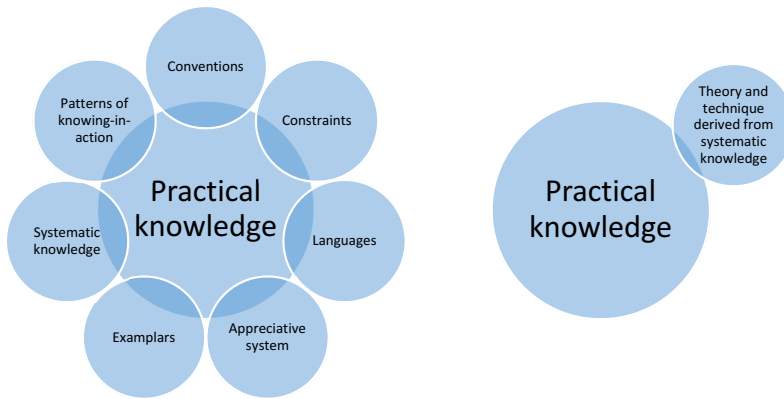 Conventions
Patterns of
knowing-in-
action
Constraints
Practical
knowledge
Systematic
knowledge
Languages
Examplars
Appreciative
system
Theory and
technique
derived from
systematic
knowledge
Practical
knowledge